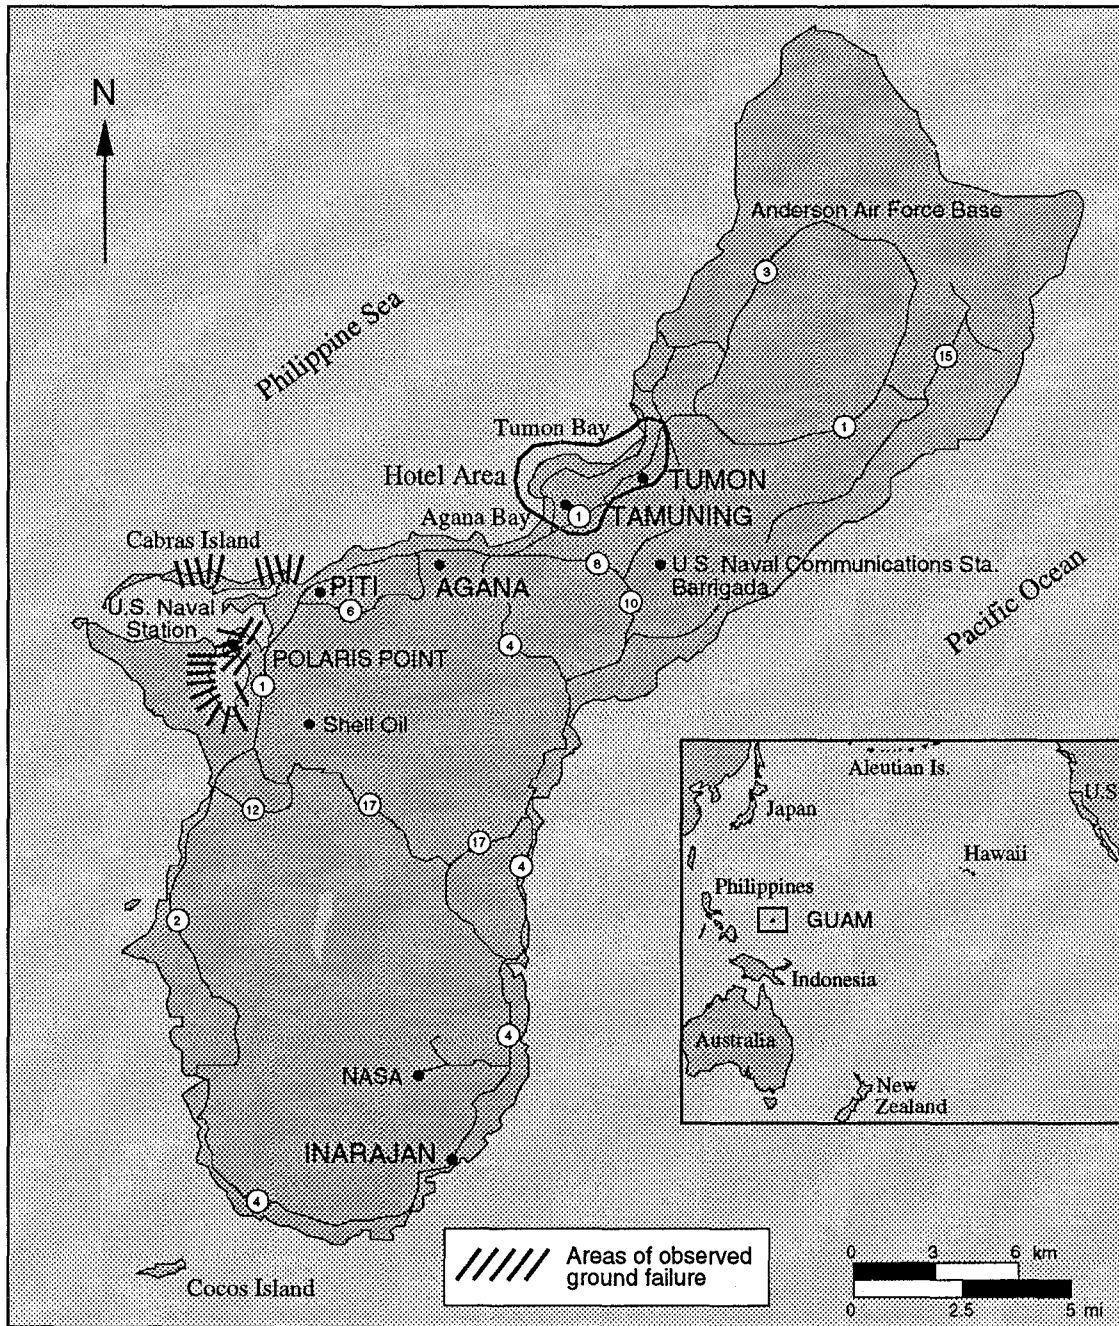 N
Anderson Air Force Base
3
Philippine Sea
15
1
Tumon Bay
Hotel Area
TUMON
1
TAMUNING
Agana Bay
Cabras Island
PITI
AGANA
8
U.S. Naval Communications Sta.
Barrigada
10
6
U.S. Naval
Station
4
Pacific Ocean
POLARIS POINT
1
Shell Oil
12
17
17
4
2
4
NASA
INARAJAN
4
Cocos Island
Aleutian Is.
U.S
Japan
Hawaii
Philippines
GUAM
Indonesia
Australia
New
Zealand
Areas of observed
ground failure
0 3 6 km
0 2.5 5 mi